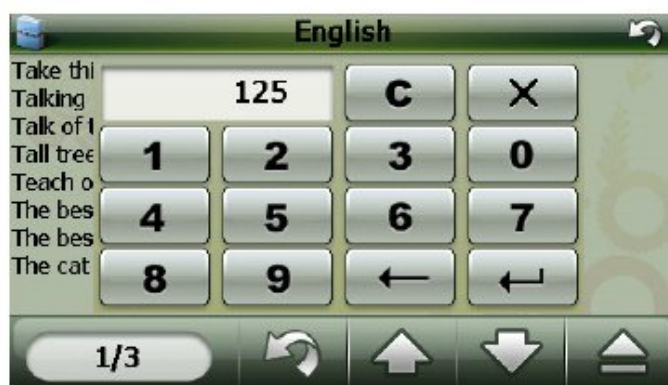 English
Take thi
Talking
Talk of t
Tall tree
Teach o
The bes
The bes
The cat
125
C
1 2 3 0
4 5 6 7
8 9
1/3